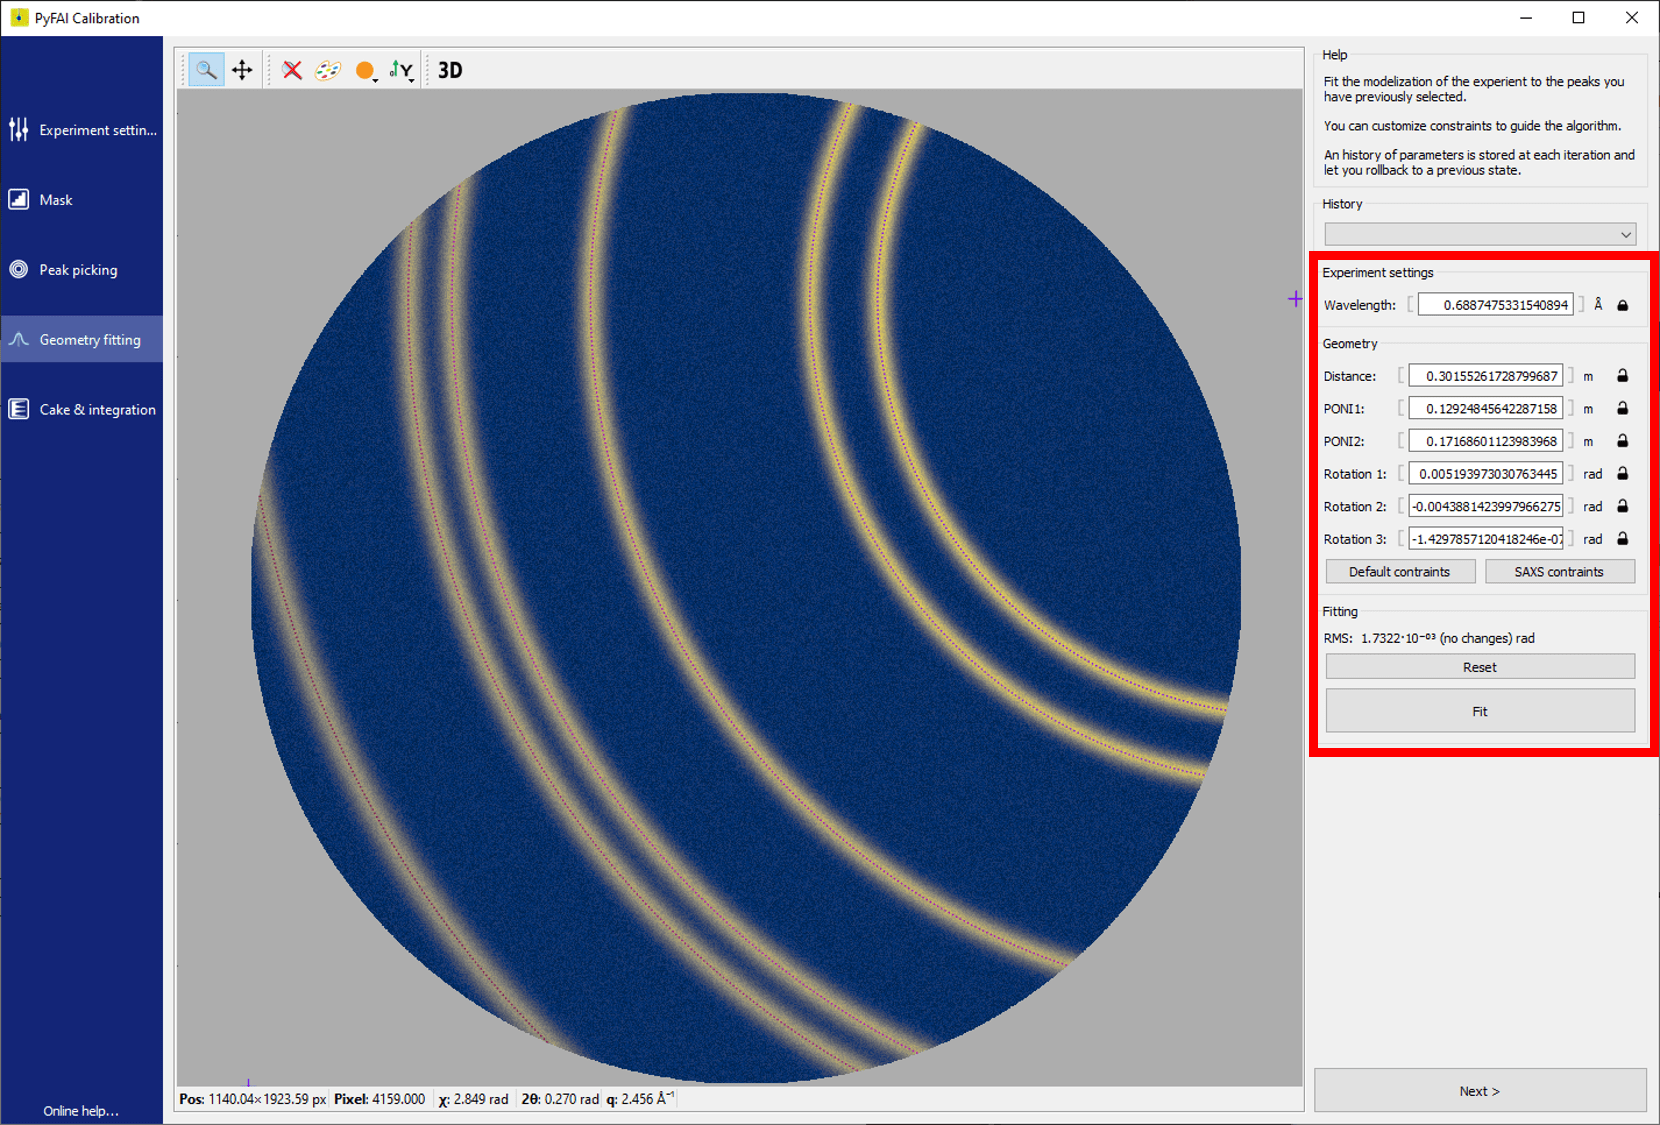 PyFAI Calibration
Experiment settin...
Mask
Peak picking
Geometry fitting
Cake & integration
Online help...
Y
3D
Pos: 1140.04×1923.59 px Pixel: 4159.000 χ: 2.849 rad 2θ: 0.270 rad q: 2.456 Å⁻¹
Help
Fit the modelization of the experient to the peaks you
have previously selected.
You can customize constraints to guide the algorithm.
An history of parameters is stored at each iteration and
let you rollback to a previous state.
History
Experiment settings
Wavelength: [ 0.6887475331540894 ] Å
Geometry
Distance: [ 0.30155261728799687 ] m
PONI1: [ 0.12924845642287158 ] m
PONI2: [ 0.17168601123983968 ] m
Rotation 1: [ 0.005193973030763445 ] rad
Rotation 2: [ -0.0043881423997966275 ] rad
Rotation 3: [ -1.4297857120418246e-07 ] rad
Default contraints SAXS contraints
Fitting
RMS: 1.7322·10⁻⁰³ (no changes) rad
Reset
Fit
Next >